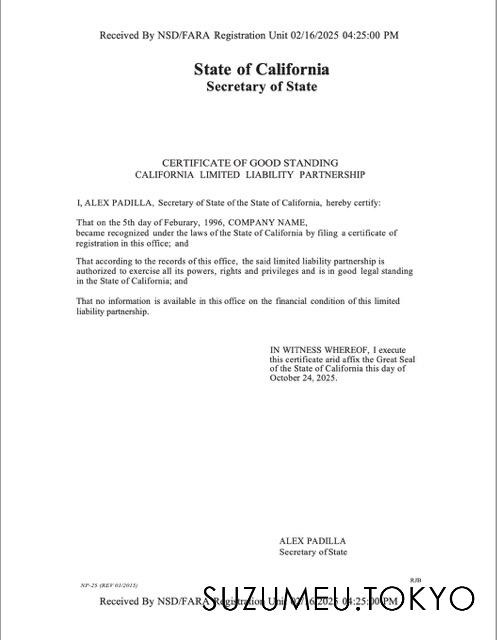 Received By NSD/FARA Registration Unit 02/16/2025 04:25:00 PM
State of California
Secretary of State
CERTIFICATE OF GOOD STANDING
CALIFORNIA LIMITED LIABILITY PARTNERSHIP
I, ALEX PADILLA, Secretary of State of the State of California, hereby certify:
That on the 5th day of Feburary, 1996, COMPANY NAME,
became recognized under the laws of the State of California by filing a certificate of
registration in this office; and
That according to the records of this office, the said limited liability partnership is
authorized to exercise all its powers, rights and privileges and is in good legal standing
in the State of California; and
That no information is available in this office on the financial condition of this limited
liability partnership.
IN WITNESS WHEREOF, I execute
this certificate arid affix the Great Seal
of the State of California this day of
October 24, 2025.
ALEX PADILLA
Secretary of State
NP-25 (REV 01/2015)
RJB
Received By NSD/FARA Registration Unit 02/16/2025 04:25:00 PM
SUZUMEU.TOKYO